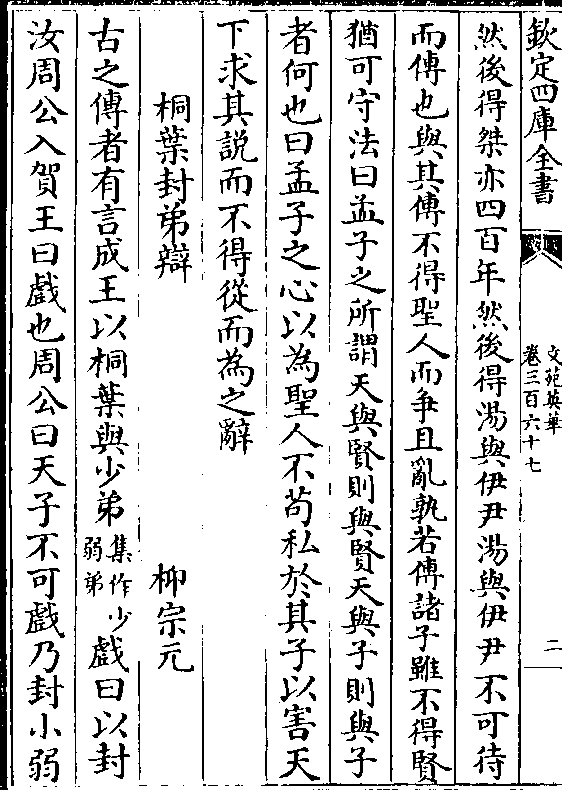 欽定四庫全書
文苑英華
卷三百六十七
二
然後得桀亦四百年然後得湯與伊尹湯與伊尹不可待
而傳也與其傳不得聖人而爭且亂孰若傳諸子雖不得賢
猶可守法曰孟子之所謂天與賢則與賢天與子則與子
者何也曰孟子之心以為聖人不苟私於其子以害天
下求其説而不得從而為之辭
桐葉封弟辯
栁宗元
古之傳者有言成王以桐葉與少弟集作少弱弟戲曰以封
汝周公入賀王曰戲也周公曰天子不可戲乃封小弱